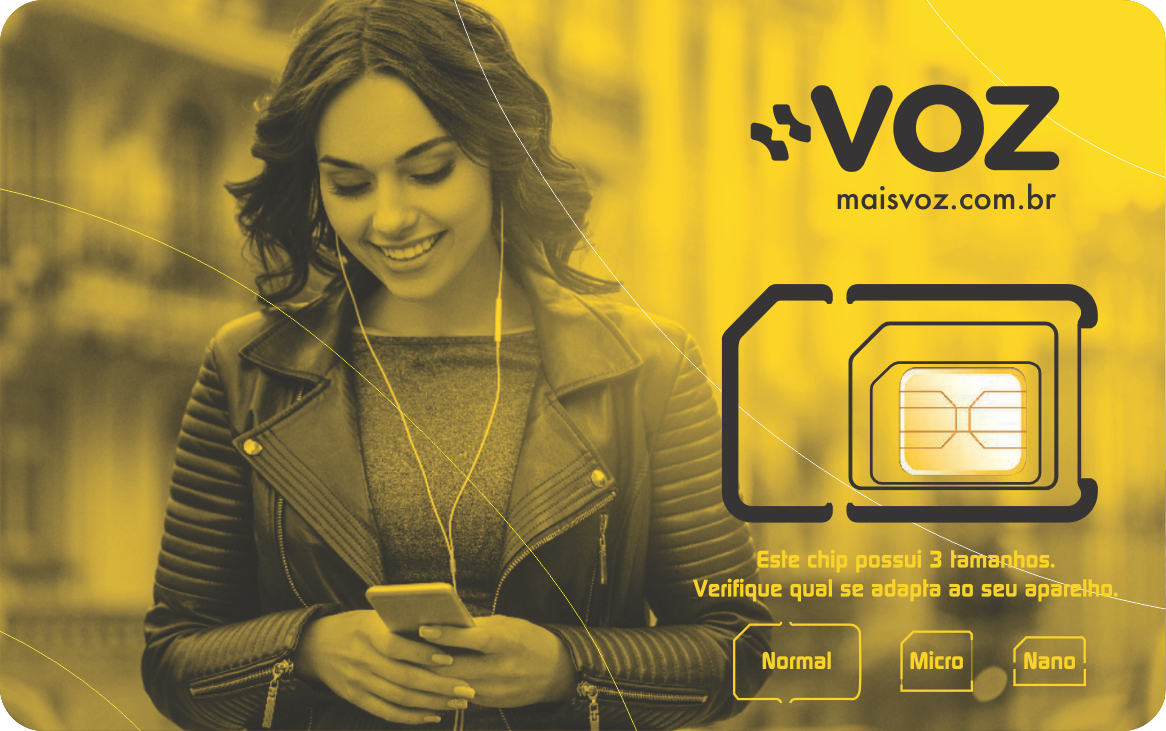 VOZ
maisvoz.com.br
Este chip possui 3 tamanhos.
Verifique qual se adapta ao seu aparelho.
Normal
Micro
Nano